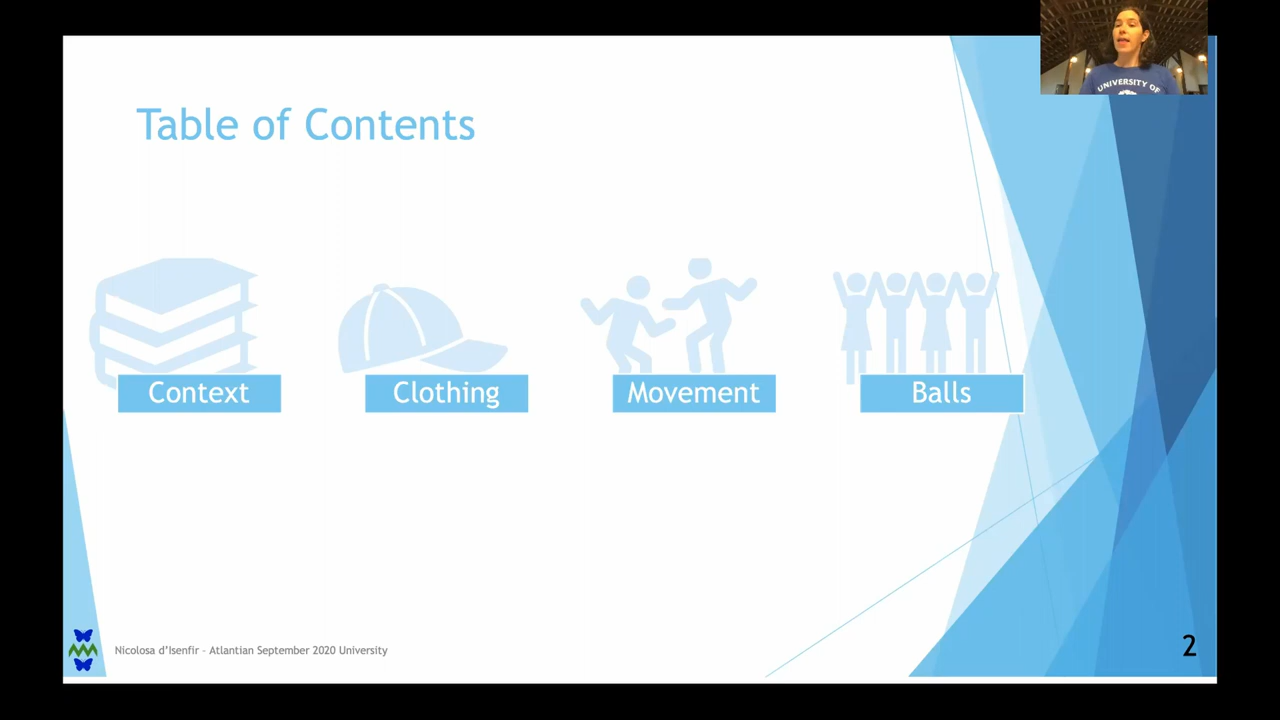 UNIVERSITY OF
Table of Contents
Context
Clothing
Movement
Balls
Nicolosa d'Isenfir - Atlantian September 2020 University
2